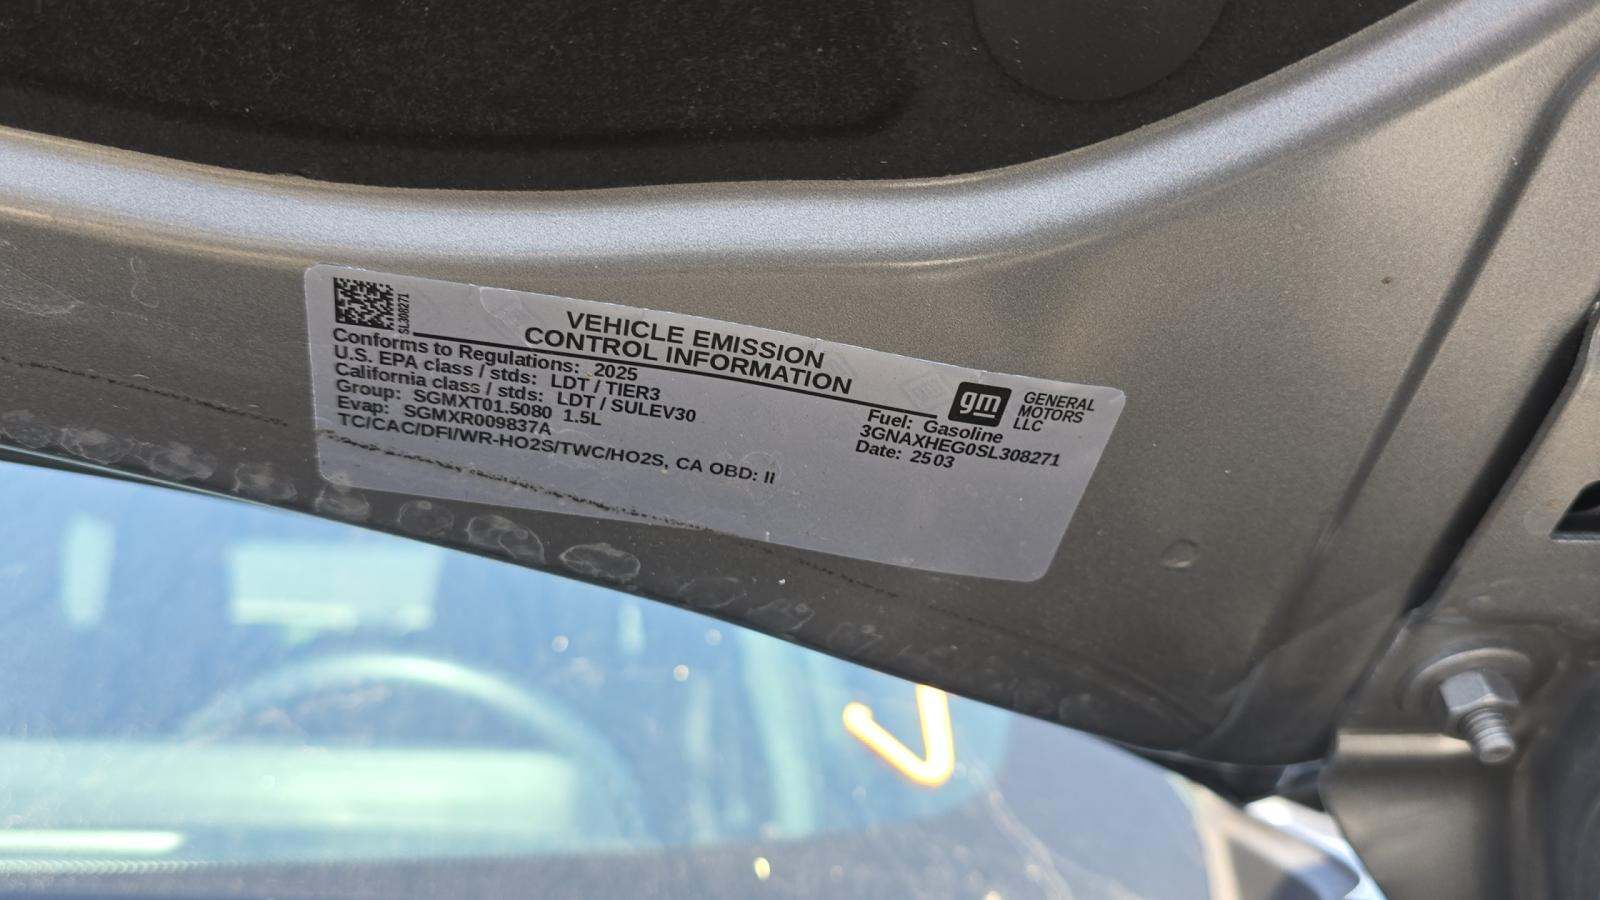 SL308271
VEHICLE EMISSION
CONTROL INFORMATION
Conforms to Regulations: 2025
U.S. EPA class / stds: LDT / TIER3
California class / stds: LDT / SULEV30
Group: SGMXT01.5080 1.5L
Evap: SGMXR009837A
TC/CAC/DFI/WR-HO2S/TWC/HO2S, CA OBD: II
gm GENERAL
MOTORS
LLC
Fuel: Gasoline
3GNAXHEG0SL308271
Date: 2503